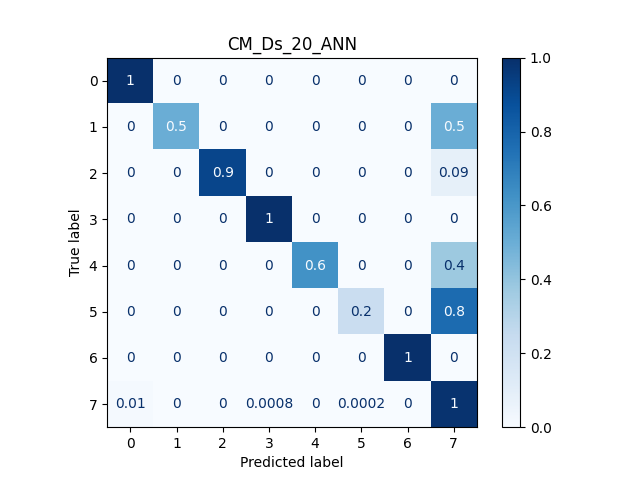 CM_Ds_20_ANN
0 1 0 0 0 0 0 0 0
1 0 0.5 0 0 0 0 0 0.5
2 0 0 0.9 0 0 0 0 0.09
3 0 0 0 1 0 0 0 0
4 0 0 0 0 0.6 0 0 0.4
5 0 0 0 0 0 0.2 0 0.8
6 0 0 0 0 0 0 1 0
7 0.01 0 0 0.0008 0 0.0002 0 1
0 1 2 3 4 5 6 7
True label
Predicted label
1.0
0.8
0.6
0.4
0.2
0.0